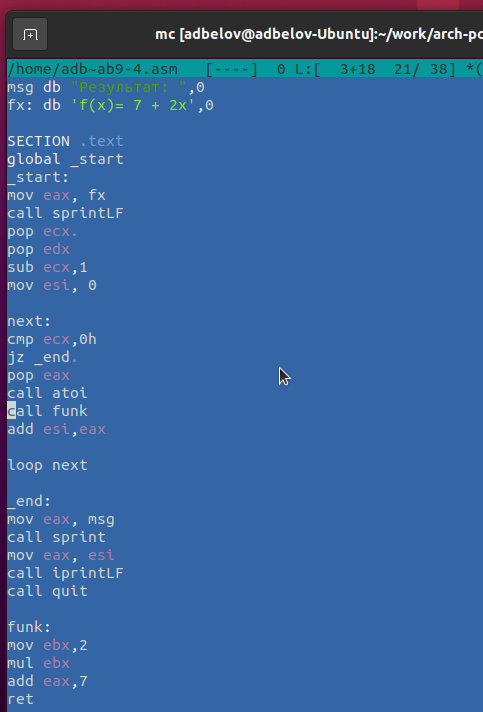 mc [adbelov@adbelov-Ubuntu]:~/work/arch-pc
/home/adb~ab9-4.asm [----] 0 L:[ 3+18 21/ 38] *(
msg db "Результат: ",0
fx: db 'f(x)= 7 + 2x',0
SECTION .text
global _start
_start:
mov eax, fx
call sprintLF
pop ecx.
pop edx
sub ecx,1
mov esi, 0
next:
cmp ecx,0h
jz _end.
pop eax
call atoi
call funk
add esi,eax
loop next
_end:
mov eax, msg
call sprint
mov eax, esi
call iprintLF
call quit
funk:
mov ebx,2
mul ebx
add eax,7
ret